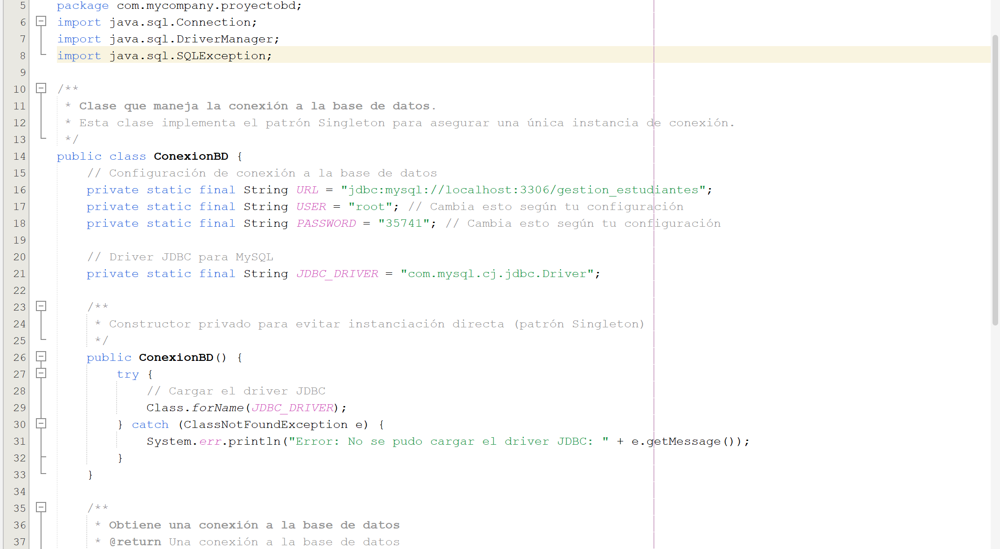 5 package com.mycompany.proyectobd;
6 import java.sql.Connection;
7 import java.sql.DriverManager;
8 import java.sql.SQLException;
9
10 /**
11  * Clase que maneja la conexión a la base de datos.
12  * Esta clase implementa el patrón Singleton para asegurar una única instancia de conexión.
13  */
14 public class ConexionBD {
15     // Configuración de conexión a la base de datos
16     private static final String URL = "jdbc:mysql://localhost:3306/gestion_estudiantes";
17     private static final String USER = "root"; // Cambia esto según tu configuración
18     private static final String PASSWORD = "35741"; // Cambia esto según tu configuración
19
20     // Driver JDBC para MySQL
21     private static final String JDBC_DRIVER = "com.mysql.cj.jdbc.Driver";
22
23     /**
24      * Constructor privado para evitar instanciación directa (patrón Singleton)
25      */
26     public ConexionBD() {
27         try {
28             // Cargar el driver JDBC
29             Class.forName(JDBC_DRIVER);
30         } catch (ClassNotFoundException e) {
31             System.err.println("Error: No se pudo cargar el driver JDBC: " + e.getMessage());
32         }
33     }
34
35     /**
36      * Obtiene una conexión a la base de datos
37      * @return Una conexión a la base de datos